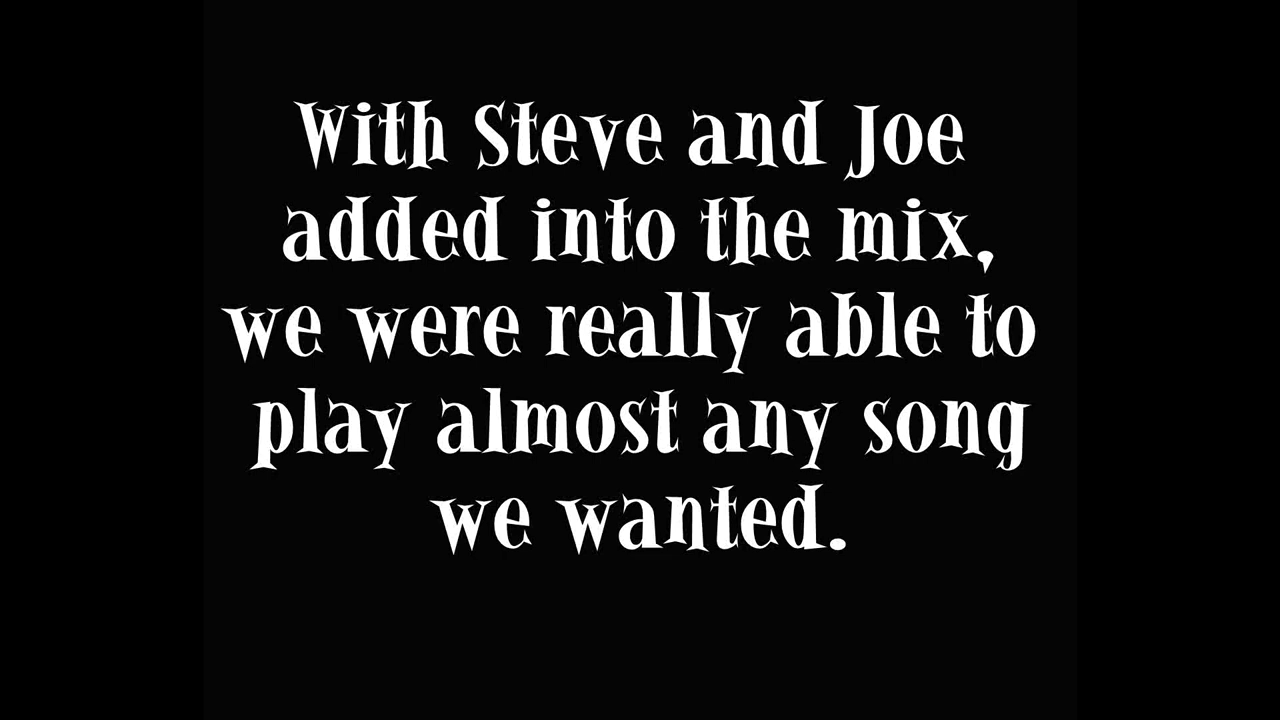 With Steve and Joe
added into the mix,
we were really able to
play almost any song
we wanted.